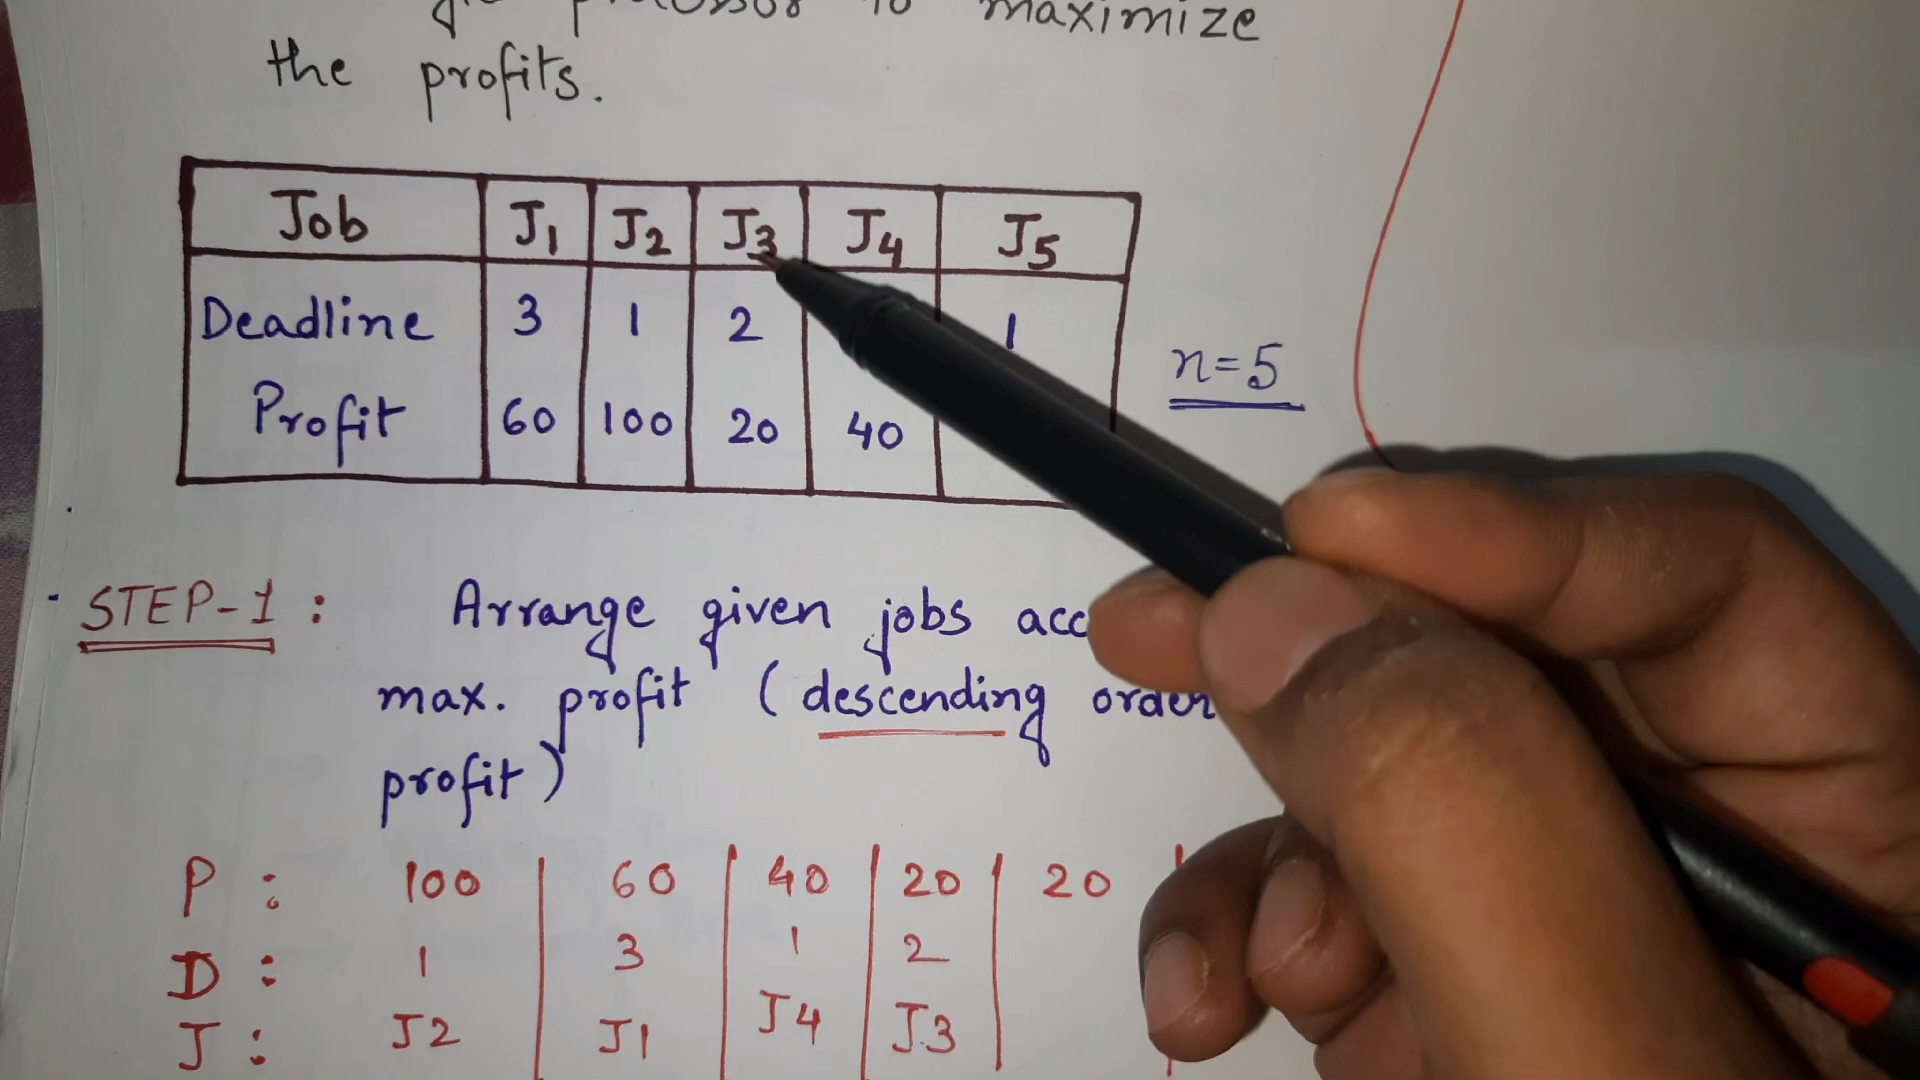 to maximize
the profits.
Job J1 J2 J3 J4 J5
Deadline 3 1 2 1
Profit 60 100 20 40
n=5
STEP-1 : Arrange given jobs
max. profit (descending order
profit)
P : 100 60 40 20 20
D : 1 3 1 2
J : J2 J1 J4 J3